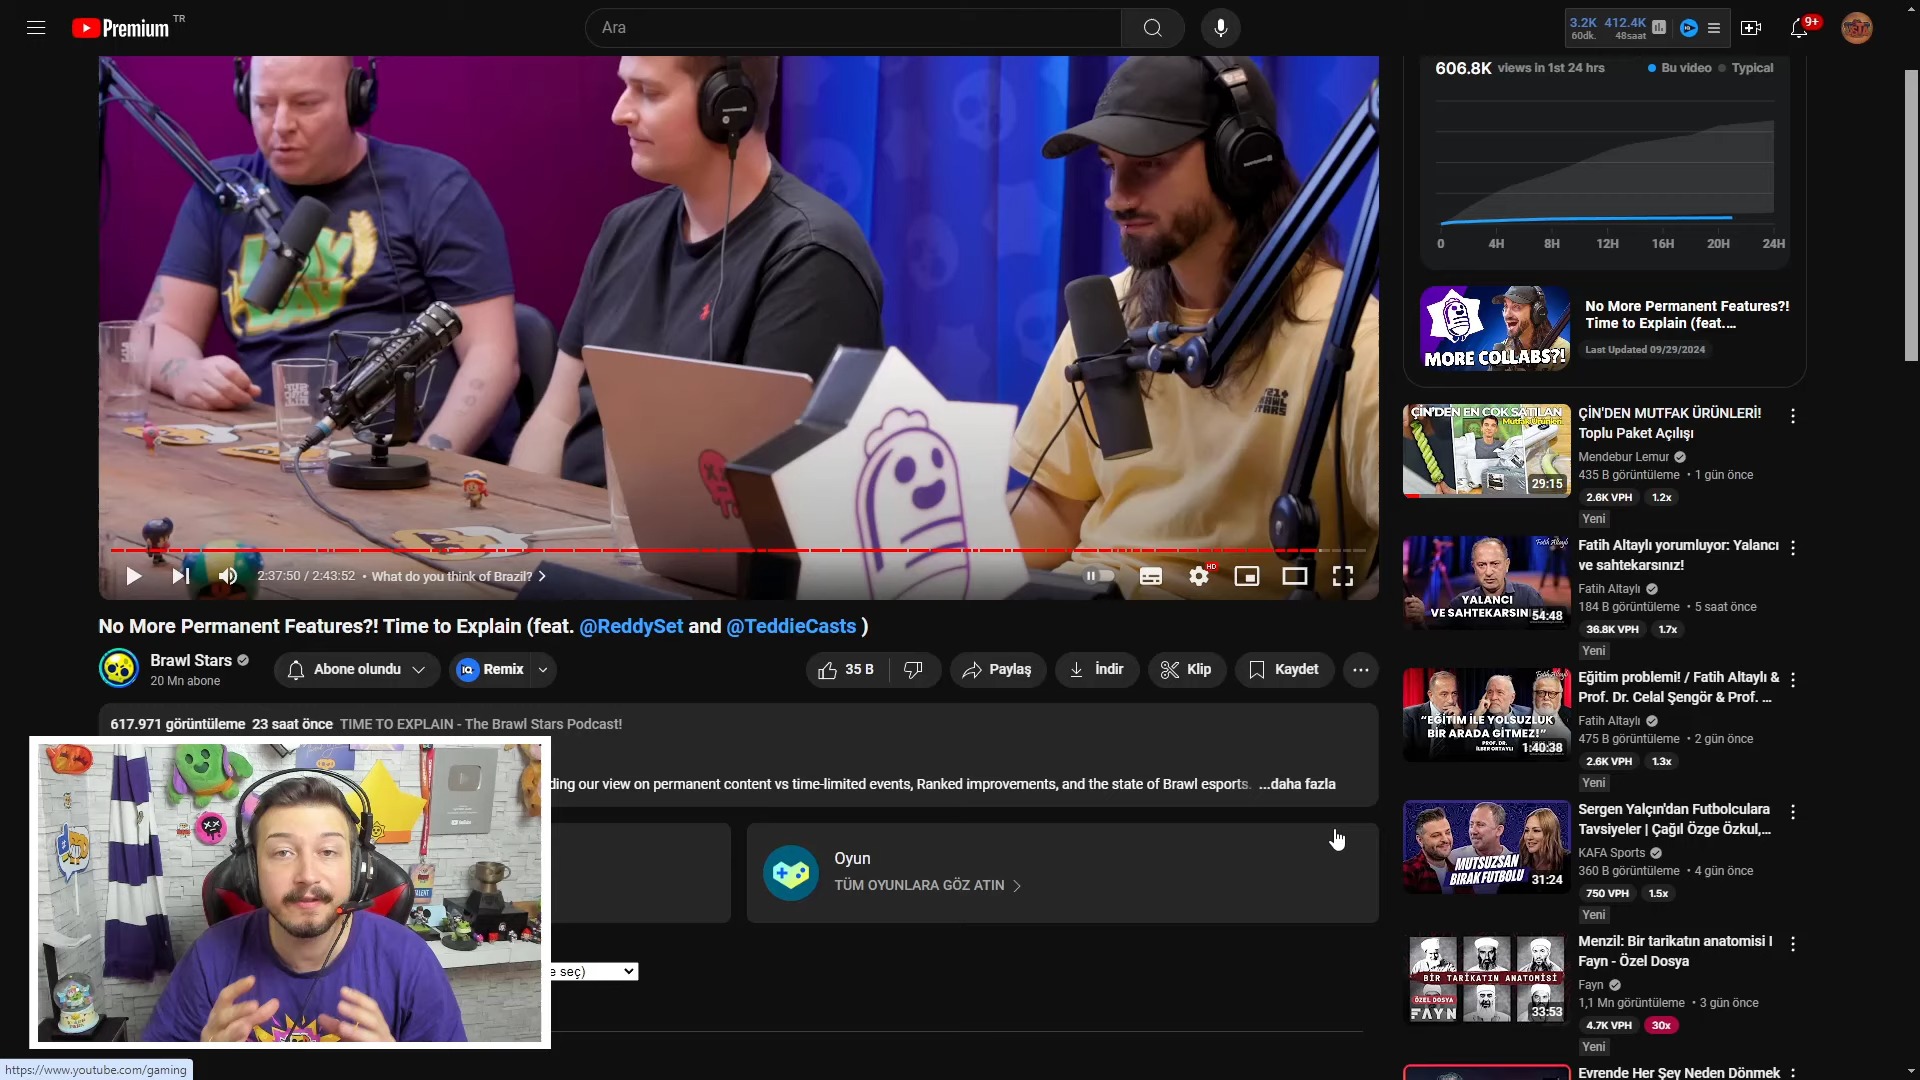 Premium TR
Ara
3.2K 412.4K
60dk. 48saat
9+
606.8K views in 1st 24 hrs
Bu video Typical
0 4H 8H 12H 16H 20H 24H
MORE COLLABS?!
No More Permanent Features?!
Time to Explain (feat....
Last Updated 09/29/2024
2:37:50 / 2:43:52 • What do you think of Brazil?
HD
No More Permanent Features?! Time to Explain (feat. @ReddySet and @TeddieCasts )
Brawl Stars
20 Mn abone
Abone olundu
Remix
35 B
Paylaş
İndir
Klip
Kaydet
617.971 görüntüleme 23 saat önce TIME TO EXPLAIN - The Brawl Stars Podcast!
ding our view on permanent content vs time-limited events, Ranked improvements, and the state of Brawl esports. ...daha fazla
Oyun
TÜM OYUNLARA GÖZ ATIN
e seç)
https://www.youtube.com/gaming
ÇİN'DEN EN ÇOK SATILAN
Mutfak Ürünleri
29:15
ÇİN'DEN MUTFAK ÜRÜNLERİ!
Toplu Paket Açılışı
Mendebur Lemur
435 B görüntüleme • 1 gün önce
2.6K VPH 1.2x
Yeni
Fatih Altaylı
YALANCI
VE SAHTEKARSIN
54:48
Fatih Altaylı yorumluyor: Yalancı
ve sahtekarsınız!
Fatih Altaylı
184 B görüntüleme • 5 saat önce
36.8K VPH 1.7x
Yeni
"EĞİTİM İLE YOLSUZLUK
BİR ARADA GİTMEZ!"
PROF. DR.
İLBER ORTAYLI
1:40:38
Eğitim problemi! / Fatih Altaylı &
Prof. Dr. Celal Şengör & Prof. ...
Fatih Altaylı
475 B görüntüleme • 2 gün önce
2.6K VPH 1.3x
Yeni
MUTSUZSAN
BIRAK FUTBOLU
31:24
Sergen Yalçın'dan Futbolculara
Tavsiyeler | Çağıl Özge Özkul,...
KAFA Sports
360 B görüntüleme • 4 gün önce
750 VPH 1.5x
Yeni
BİR TARİKATIN ANATOMİSİ
ÖZEL DOSYA
FAYN
33:53
Menzil: Bir tarikatın anatomisi I
Fayn - Özel Dosya
Fayn
1,1 Mn görüntüleme • 3 gün önce
4.7K VPH 30x
Yeni
Evrende Her Şey Neden Dönmek